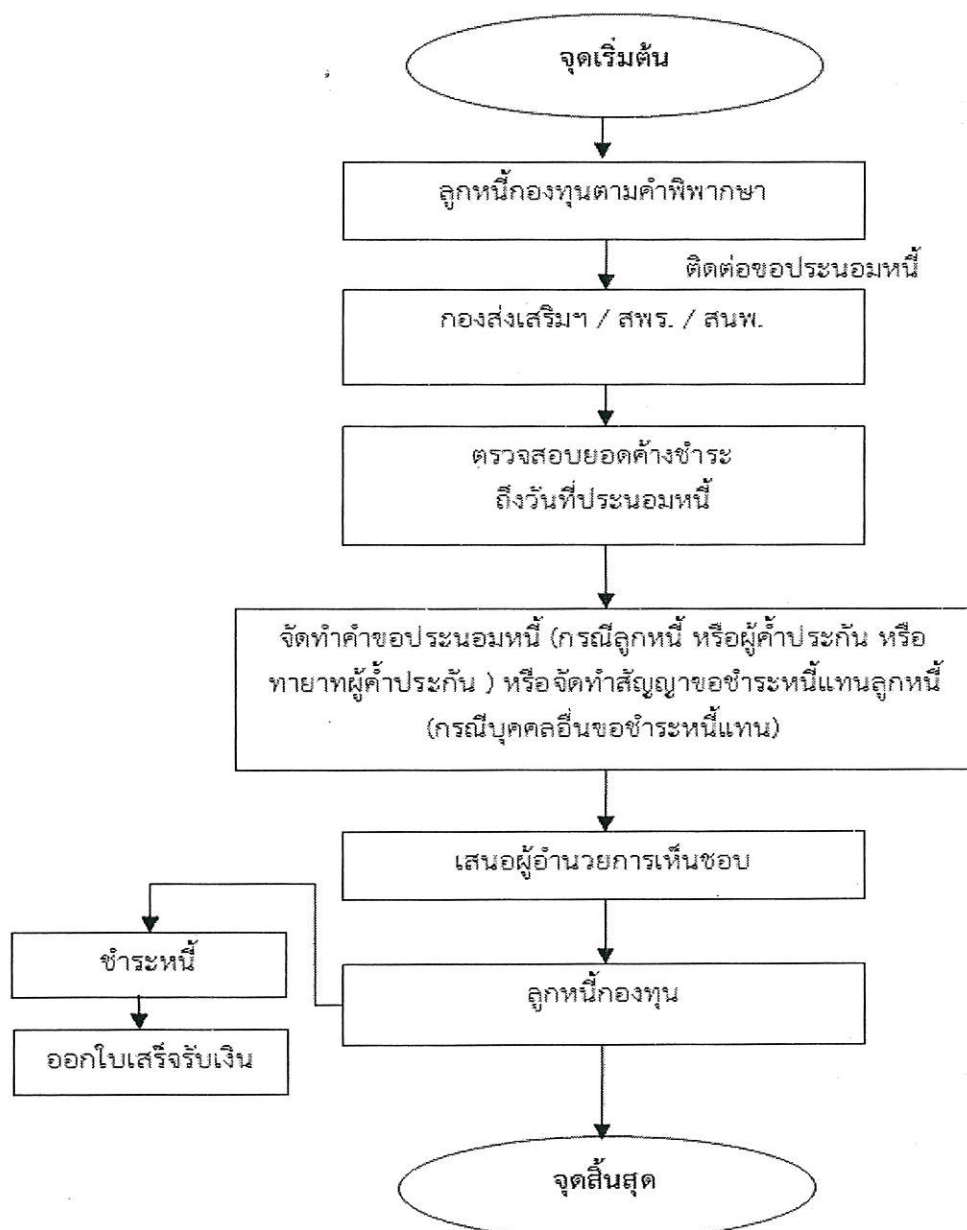 จุดเริ่มต้น
ลูกหนี้กองทุนตามคำพิพากษา
ติดต่อขอประนอมหนี้
กองส่งเสริมฯ / สพร. / สนพ.
ตรวจสอบยอดค้างชำระ
ถึงวันที่ประนอมหนี้
จัดทำคำขอประนอมหนี้ (กรณีลูกหนี้ หรือผู้ค้ำประกัน หรือ
ทายาทผู้ค้ำประกัน ) หรือจัดทำสัญญาขอชำระหนี้แทนลูกหนี้
(กรณีบุคคลอื่นขอชำระหนี้แทน)
เสนอผู้อำนวยการเห็นชอบ
ชำระหนี้
ลูกหนี้กองทุน
ออกใบเสร็จรับเงิน
จุดสิ้นสุด